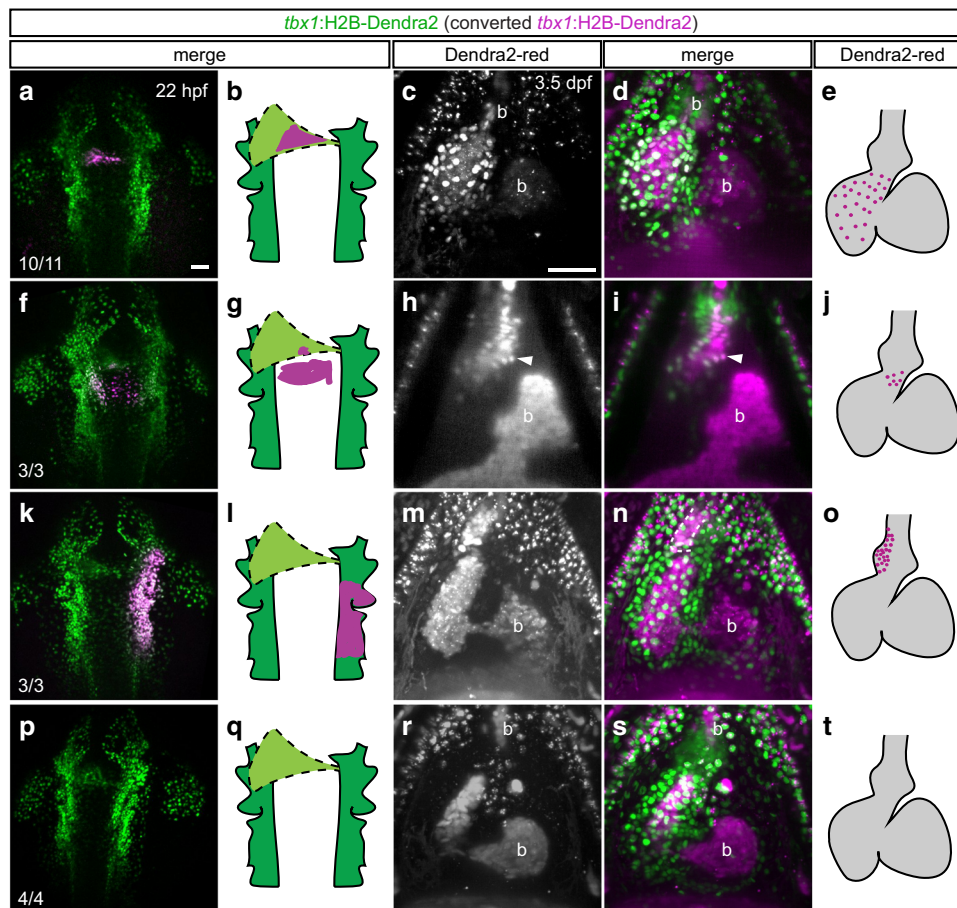 tbx1:H2B-Dendra2 (converted tbx1:H2B-Dendra2)
merge
Dendra2-red
merge
Dendra2-red
a 22 hpf
10/11
b
c 3.5 dpf
b
b
d
b
b
e
f
3/3
g
h
b
i
b
j
k
3/3
l
m
b
n
b
o
p
4/4
q
r
b
b
s
b
b
t